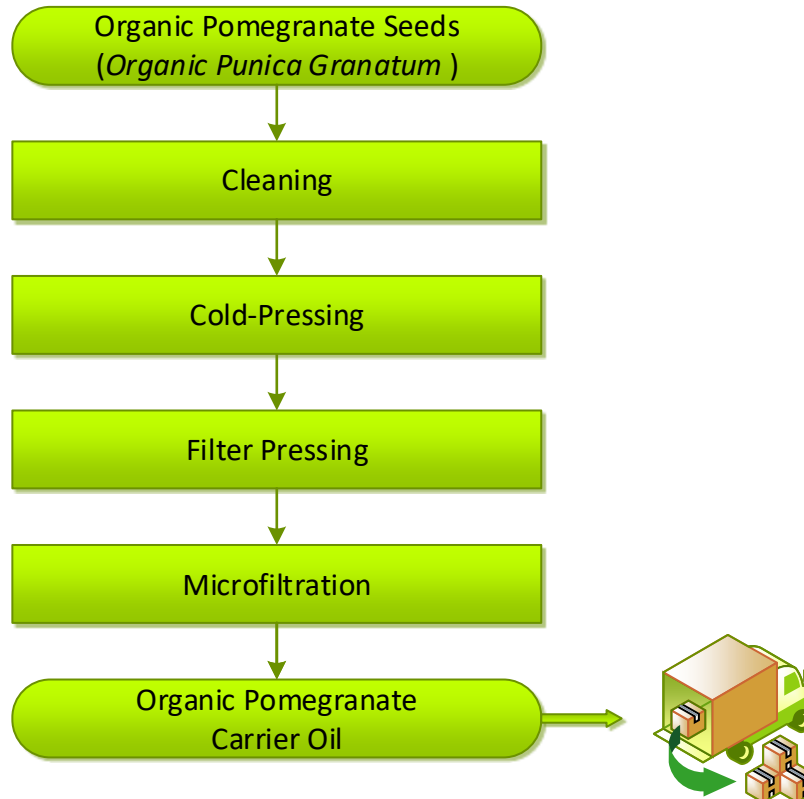 Organic Pomegranate Seeds
(Organic Punica Granatum )
Cleaning
Cold-Pressing
Filter Pressing
Microfiltration
Organic Pomegranate
Carrier Oil